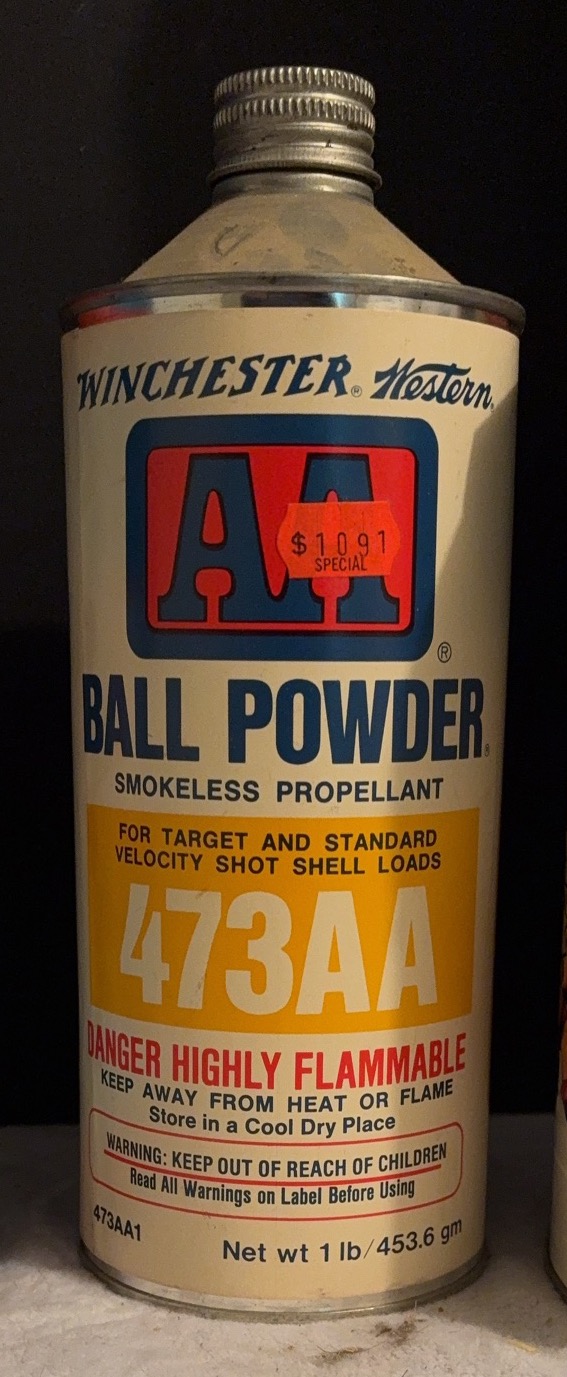 WINCHESTER® Western®
AA
$1091
SPECIAL
®
BALL POWDER®
SMOKELESS PROPELLANT
FOR TARGET AND STANDARD
VELOCITY SHOT SHELL LOADS
473AA
DANGER HIGHLY FLAMMABLE
KEEP AWAY FROM HEAT OR FLAME
Store in a Cool Dry Place
WARNING: KEEP OUT OF REACH OF CHILDREN
Read All Warnings on Label Before Using
473AA1
Net wt 1 lb/453.6 gm